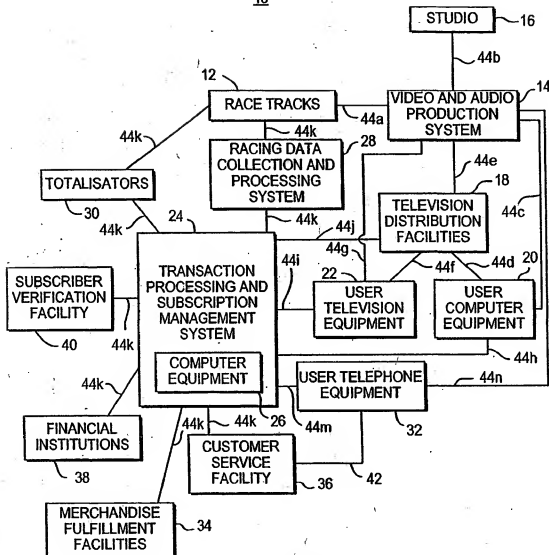 10
STUDIO
16
44b
12
RACE TRACKS
44a
VIDEO AND AUDIO
PRODUCTION
SYSTEM
14
44k
44k
RACING DATA
COLLECTION AND
PROCESSING
SYSTEM
28
44e
18
44c
TOTALISATORS
30
44k
24
44k
44j
TELEVISION
DISTRIBUTION
FACILITIES
44g
44f
44d
20
SUBSCRIBER
VERIFICATION
FACILITY
40
44k
TRANSACTION
PROCESSING AND
SUBSCRIPTION
MANAGEMENT
SYSTEM
44i
22
USER
TELEVISION
EQUIPMENT
USER
COMPUTER
EQUIPMENT
44h
COMPUTER
EQUIPMENT
26
44m
USER TELEPHONE
EQUIPMENT
32
44n
44k
FINANCIAL
INSTITUTIONS
38
44k
44k
CUSTOMER
SERVICE
FACILITY
36
42
MERCHANDISE
FULFILLMENT
FACILITIES
34